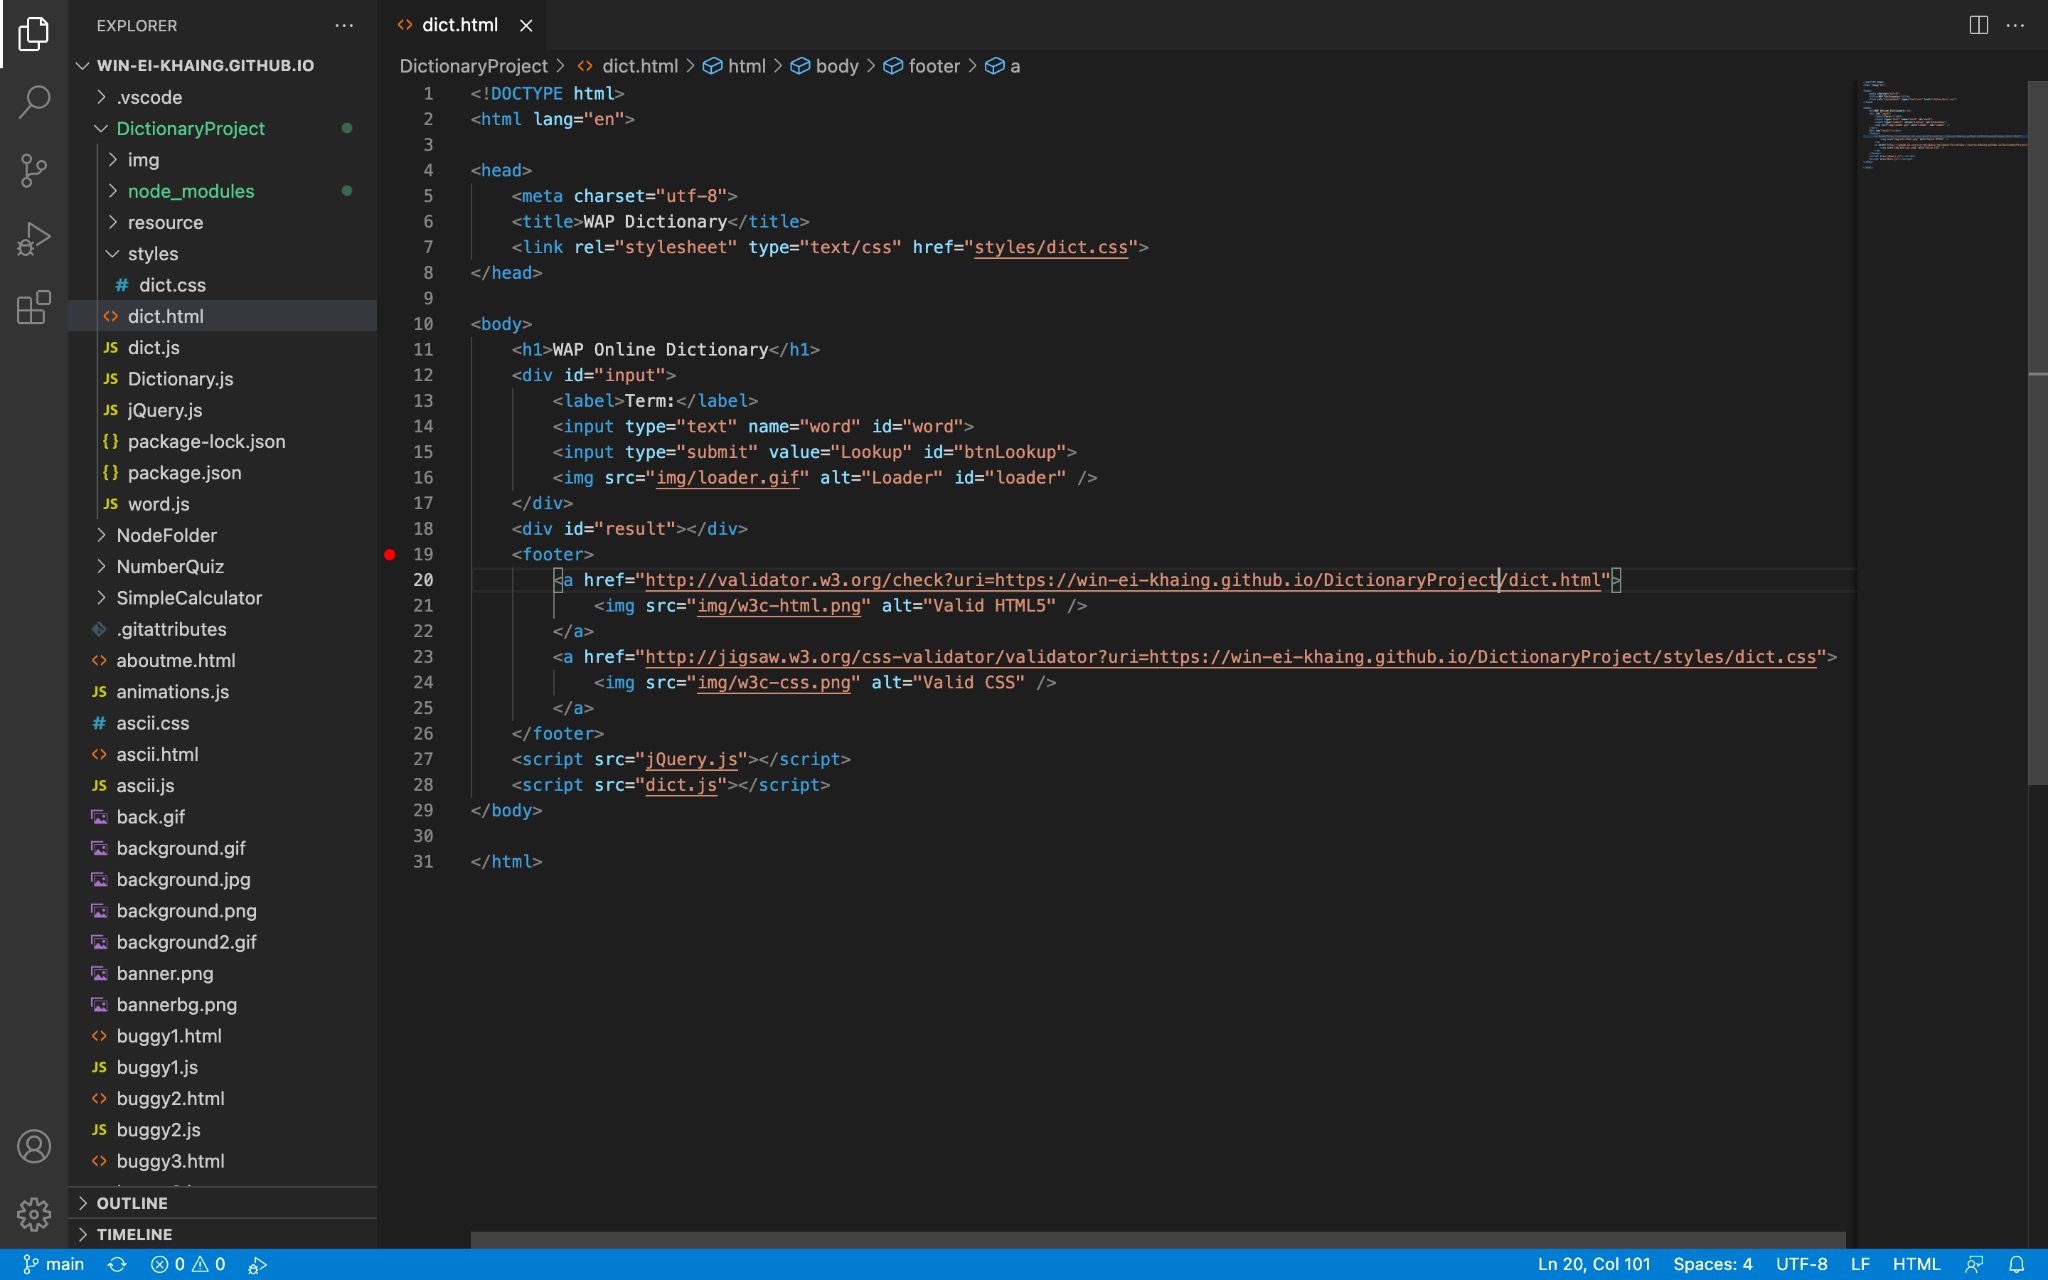 EXPLORER
WIN-EI-KHAING.GITHUB.IO
.vscode
DictionaryProject
img
node_modules
resource
styles
# dict.css
dict.html
JS dict.js
JS Dictionary.js
JS jQuery.js
{} package-lock.json
{} package.json
JS word.js
NodeFolder
NumberQuiz
SimpleCalculator
.gitattributes
aboutme.html
JS animations.js
# ascii.css
ascii.html
JS ascii.js
back.gif
background.gif
background.jpg
background.png
background2.gif
banner.png
bannerbg.png
buggy1.html
JS buggy1.js
buggy2.html
JS buggy2.js
buggy3.html
OUTLINE
TIMELINE
dict.html
DictionaryProject > dict.html > html > body > footer > a
1 <!DOCTYPE html>
2 <html lang="en">
3
4 <head>
5 <meta charset="utf-8">
6 <title>WAP Dictionary</title>
7 <link rel="stylesheet" type="text/css" href="styles/dict.css">
8 </head>
9
10 <body>
11 <h1>WAP Online Dictionary</h1>
12 <div id="input">
13 <label>Term:</label>
14 <input type="text" name="word" id="word">
15 <input type="submit" value="Lookup" id="btnLookup">
16 <img src="img/loader.gif" alt="Loader" id="loader" />
17 </div>
18 <div id="result"></div>
19 <footer>
20 <a href="http://validator.w3.org/check?uri=https://win-ei-khaing.github.io/DictionaryProject/dict.html">
21 <img src="img/w3c-html.png" alt="Valid HTML5" />
22 </a>
23 <a href="http://jigsaw.w3.org/css-validator/validator?uri=https://win-ei-khaing.github.io/DictionaryProject/styles/dict.css">
24 <img src="img/w3c-css.png" alt="Valid CSS" />
25 </a>
26 </footer>
27 <script src="jQuery.js"></script>
28 <script src="dict.js"></script>
29 </body>
30
31 </html>
main 0 0 Ln 20, Col 101 Spaces: 4 UTF-8 LF HTML